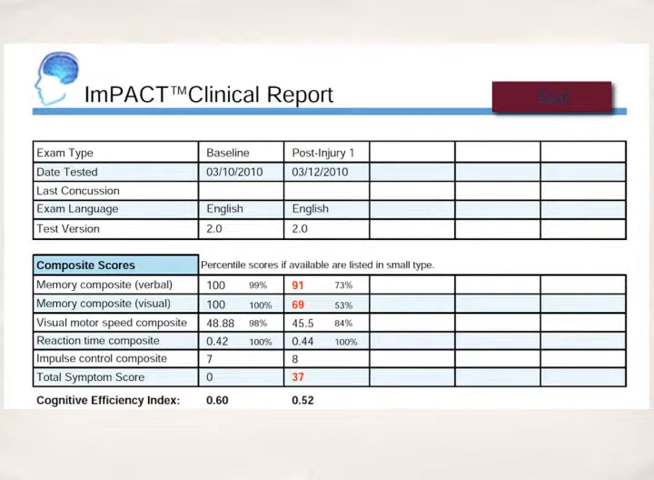 ImPACT™Clinical Report
Exam Type Baseline Post-Injury 1
Date Tested 03/10/2010 03/12/2010
Last Concussion
Exam Language English English
Test Version 2.0 2.0
Composite Scores Percentile scores if available are listed in small type.
Memory composite (verbal) 100 99% 91 73%
Memory composite (visual) 100 100% 69 53%
Visual motor speed composite 48.88 98% 45.5 84%
Reaction time composite 0.42 100% 0.44 100%
Impulse control composite 7 8
Total Symptom Score 0 37
Cognitive Efficiency Index: 0.60 0.52